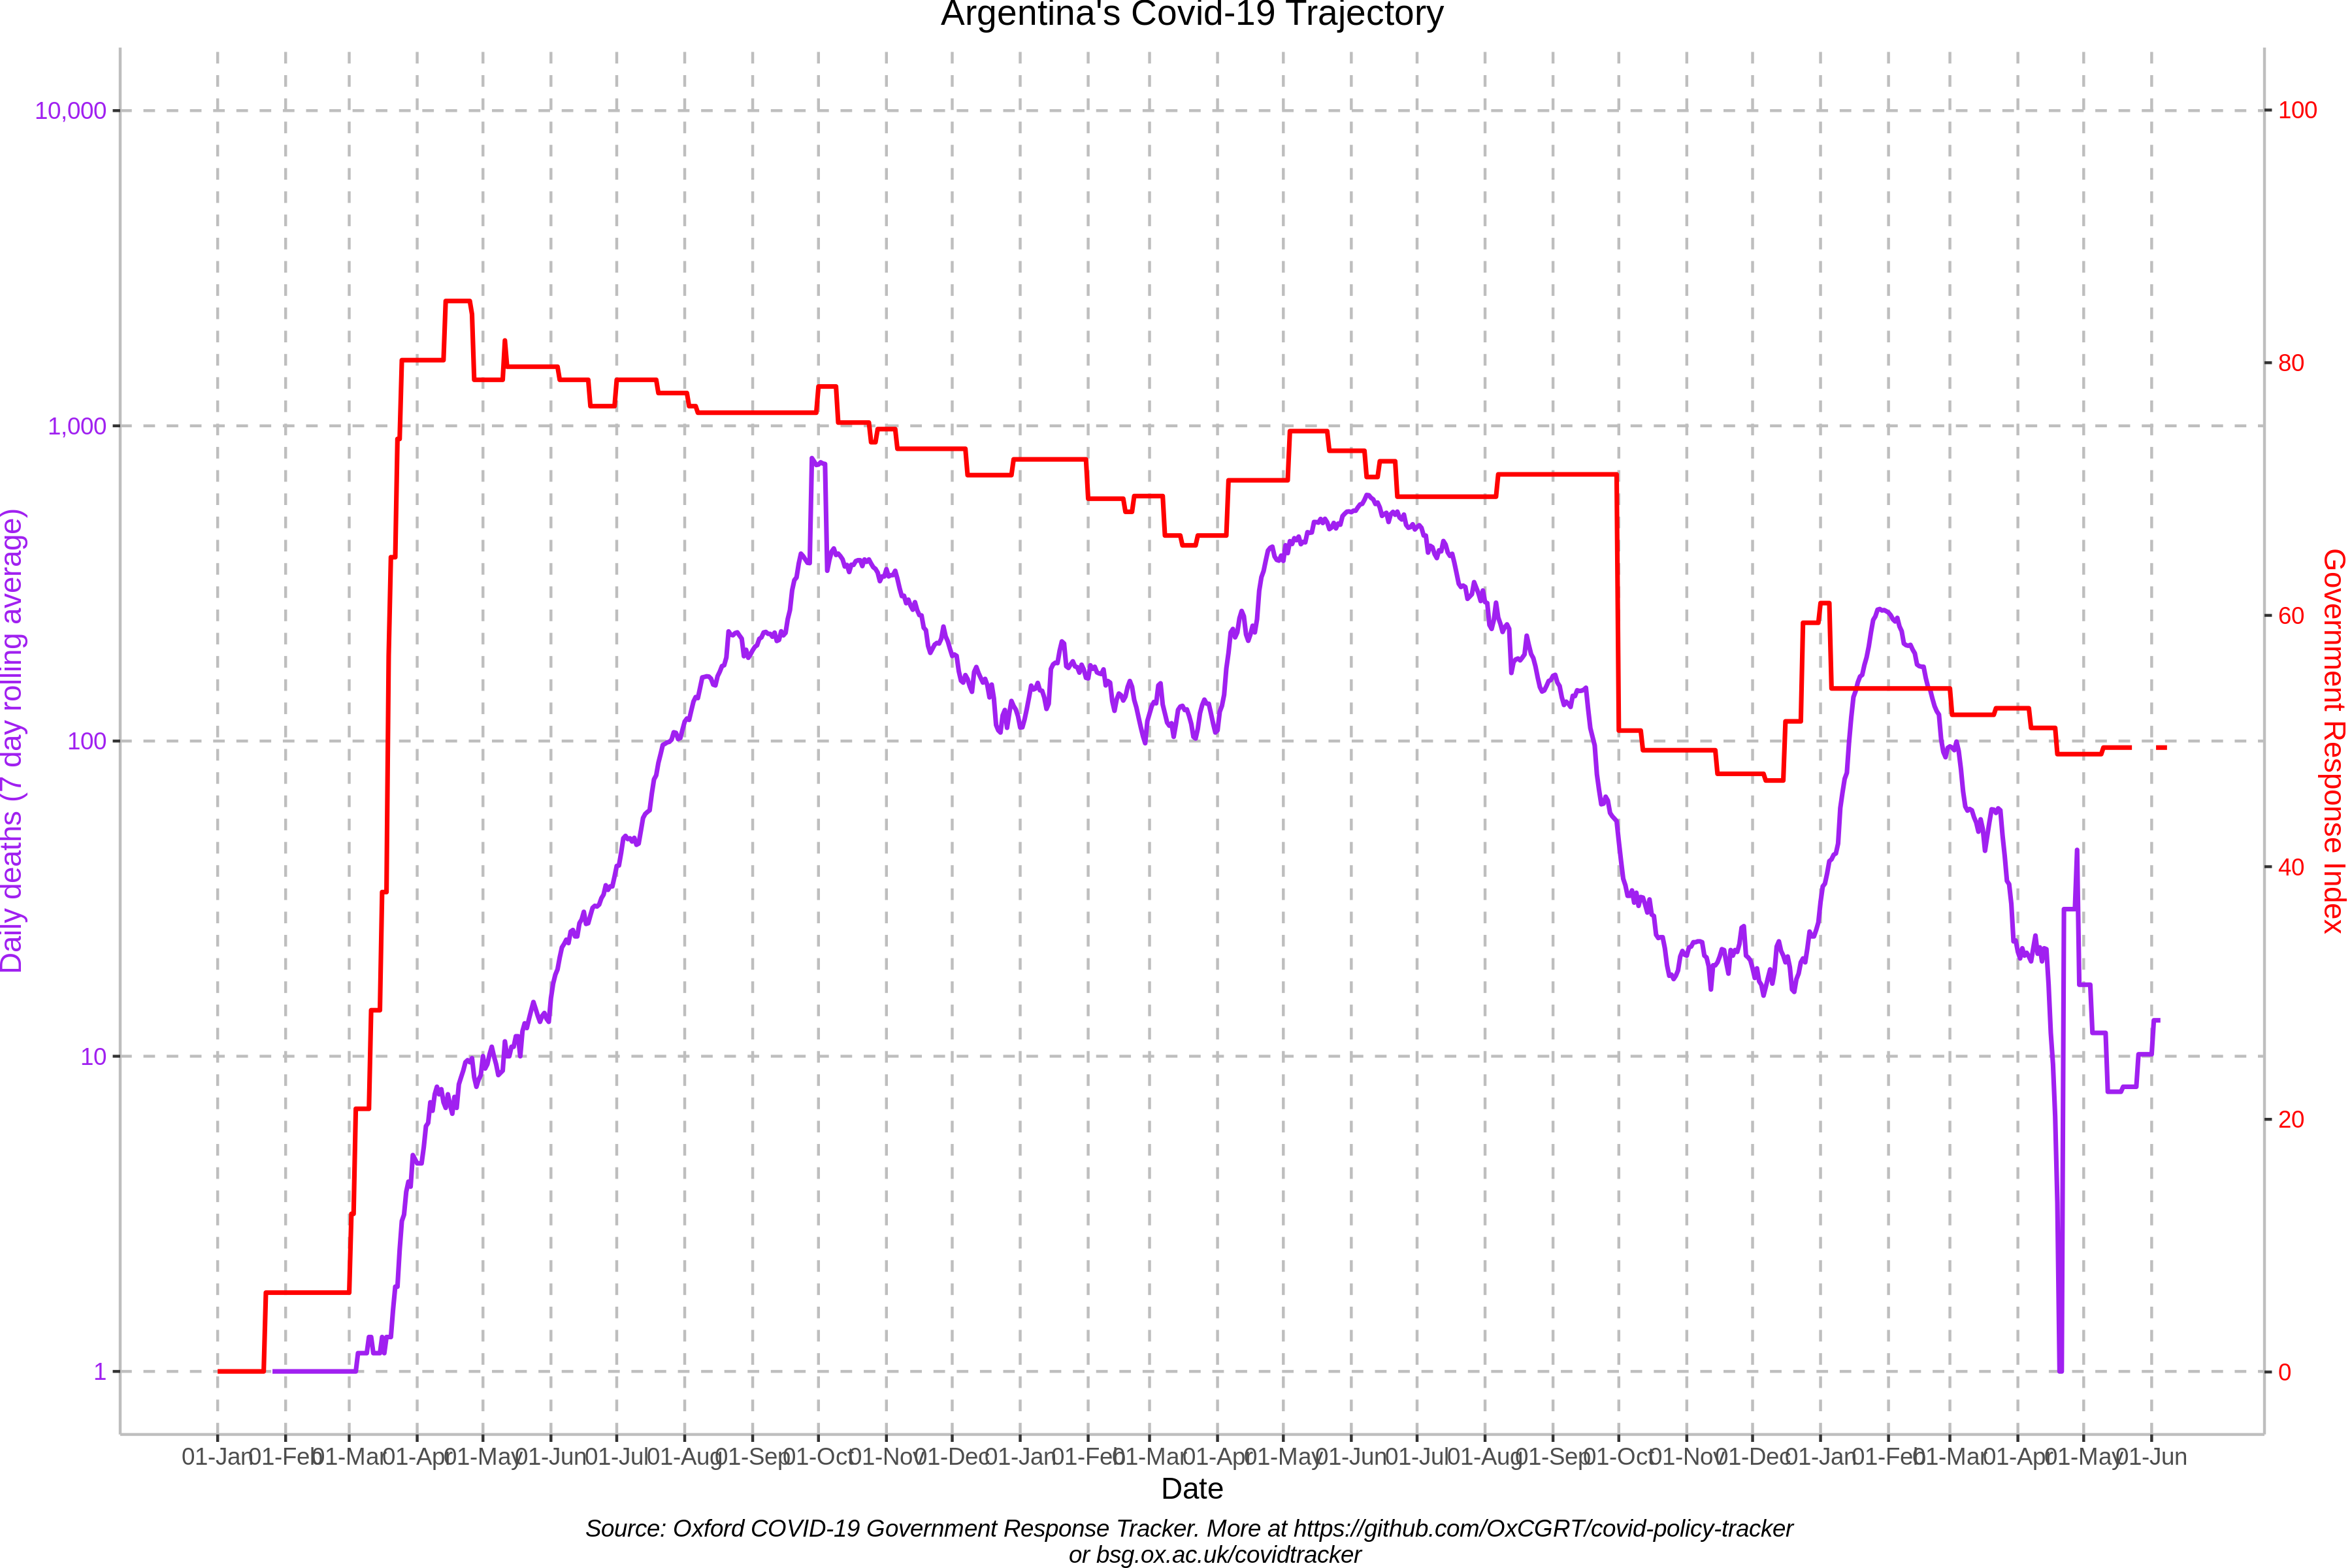 Argentina's Covid-19 Trajectory
10,000
1,000
100
10
1
Daily deaths (7 day rolling average)
100
80
60
40
20
0
Government Response Index
01-Jan 01-Feb 01-Mar 01-Apr 01-May 01-Jun 01-Jul 01-Aug 01-Sep 01-Oct 01-Nov 01-Dec 01-Jan 01-Feb 01-Mar 01-Apr 01-May 01-Jun 01-Jul 01-Aug 01-Sep 01-Oct 01-Nov 01-Dec 01-Jan 01-Feb 01-Mar 01-Apr 01-May 01-Jun
Date
Source: Oxford COVID-19 Government Response Tracker. More at https://github.com/OxCGRT/covid-policy-tracker
or bsg.ox.ac.uk/covidtracker